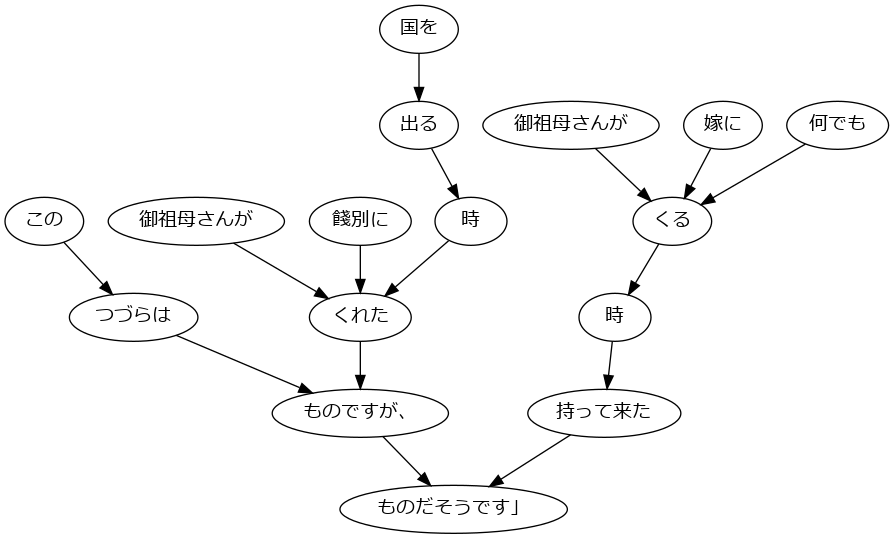 国を
出る
御祖母さんが
嫁に
何でも
この
御祖母さんが
餞別に
時
くる
つづらは
くれた
時
ものですが、
持って来た
ものだそうです」